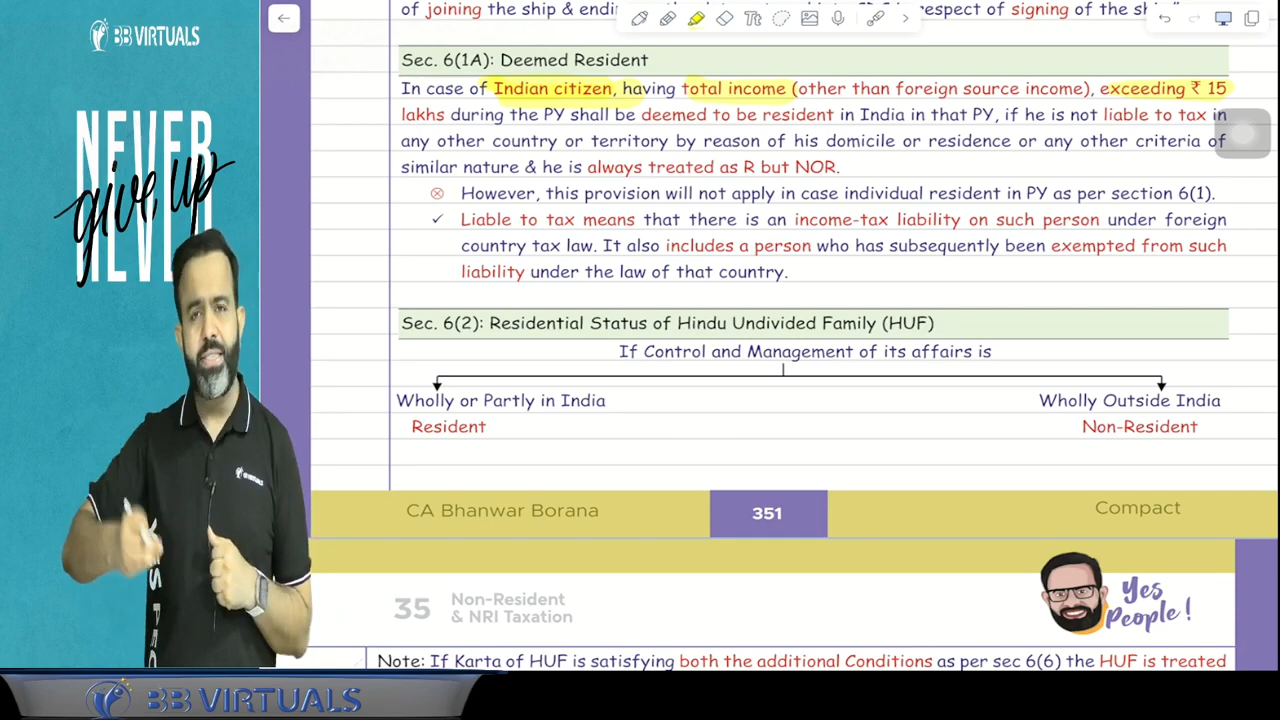 BB VIRTUALS
NEVER
give up
NEVER
of joining the ship & endin
respect of signing of the
Sec. 6(1A): Deemed Resident
In case of Indian citizen, having total income (other than foreign source income), exceeding ₹ 15
lakhs during the PY shall be deemed to be resident in India in that PY, if he is not liable to tax in
any other country or territory by reason of his domicile or residence or any other criteria of
similar nature & he is always treated as R but NOR.
However, this provision will not apply in case individual resident in PY as per section 6(1).
✓ Liable to tax means that there is an income-tax liability on such person under foreign
country tax law. It also includes a person who has subsequently been exempted from such
liability under the law of that country.
Sec. 6(2): Residential Status of Hindu Undivided Family (HUF)
If Control and Management of its affairs is
Wholly or Partly in India
Wholly Outside India
Resident
Non-Resident
CA Bhanwar Borana
351
Compact
35
Non-Resident
& NRI Taxation
Yes
People!
Note: If Karta of HUF is satisfying both the additional Conditions as per sec 6(6) the HUF is treated
BB VIRTUALS
BB VIRTUALS